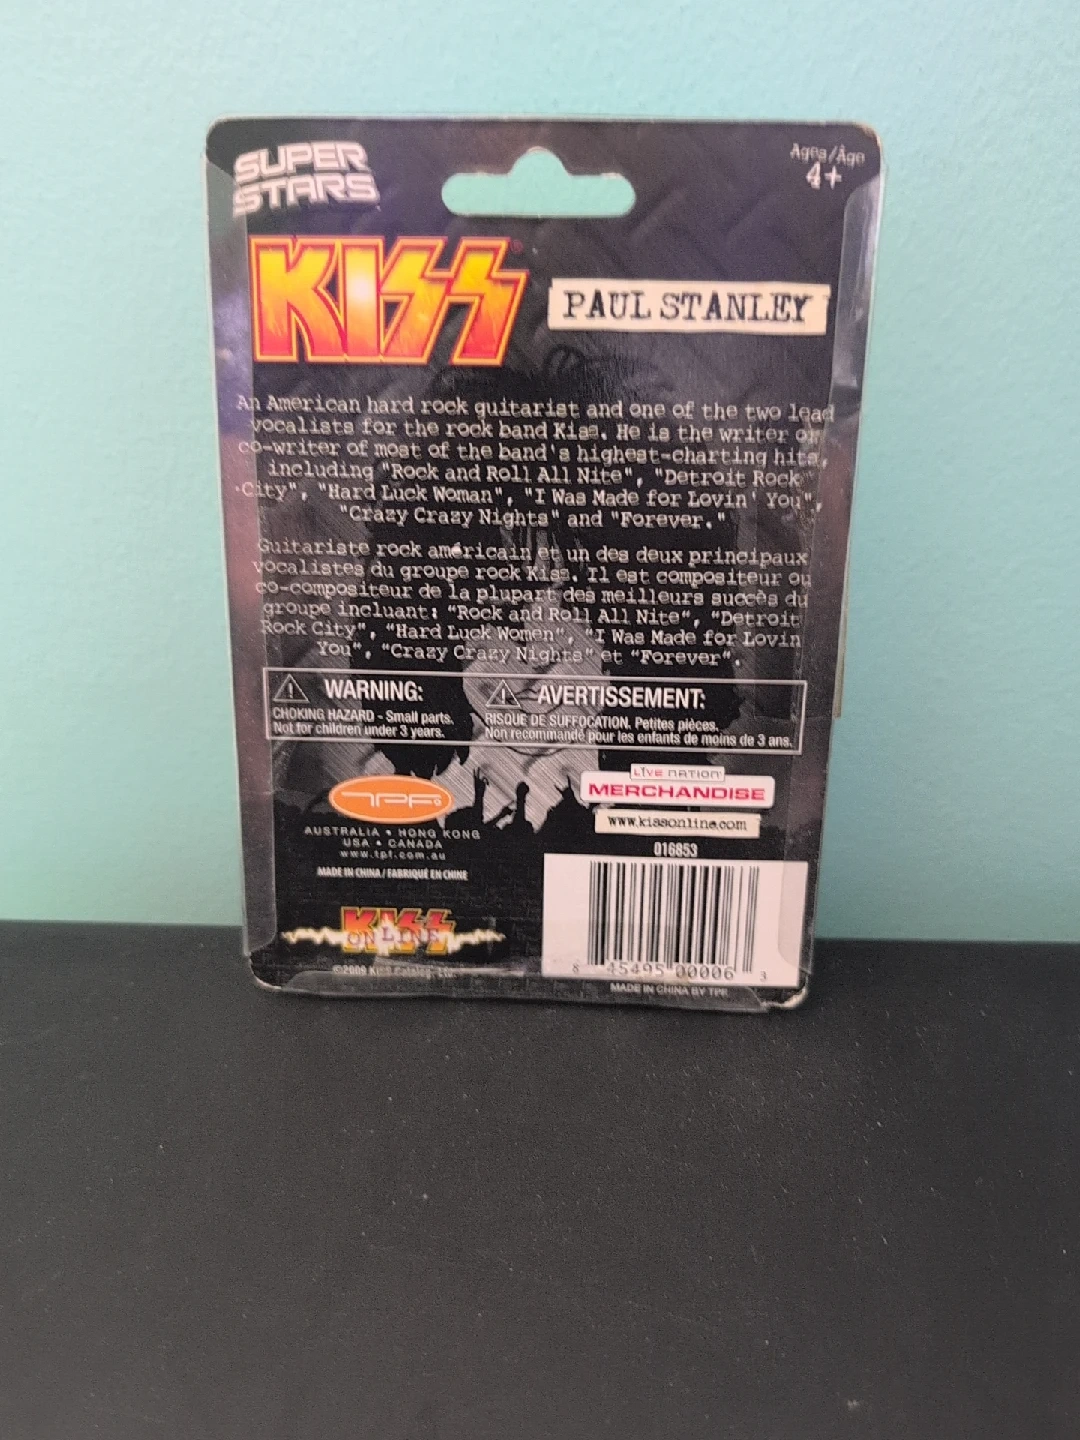 SUPER
STARS
Ages/Âge
4+
KISS®
PAUL STANLEY
An American hard rock guitarist and one of the two lead
vocalists for the rock band Kiss. He is the writer or
co-writer of most of the band's highest-charting hits,
including "Rock and Roll All Nite", "Detroit Rock
City", "Hard Luck Woman", "I Was Made for Lovin' You",
"Crazy Crazy Nights" and "Forever."
Guitariste rock américain et un des deux principaux
vocalistes du groupe rock Kiss. Il est compositeur ou
co-compositeur de la plupart des meilleurs succès du
groupe incluant: "Rock and Roll All Nite", "Detroit
Rock City", "Hard Luck Women", "I Was Made for Lovin
You", "Crazy Crazy Nights" et "Forever".
WARNING:
CHOKING HAZARD - Small parts.
Not for children under 3 years.
AVERTISSEMENT:
RISQUE DE SUFFOCATION. Petites pièces.
Non recommandé pour les enfants de moins de 3 ans.
TPF
AUSTRALIA • HONG KONG
USA • CANADA
www.tpf.com.au
MADE IN CHINA / FABRIQUÉ EN CHINE
LIVE NATION
MERCHANDISE
www.kissonline.com
016853
KISS
ONLINE
©2009 KISS Catalog, Ltd.
8 45495 00006 3
MADE IN CHINA BY TPF